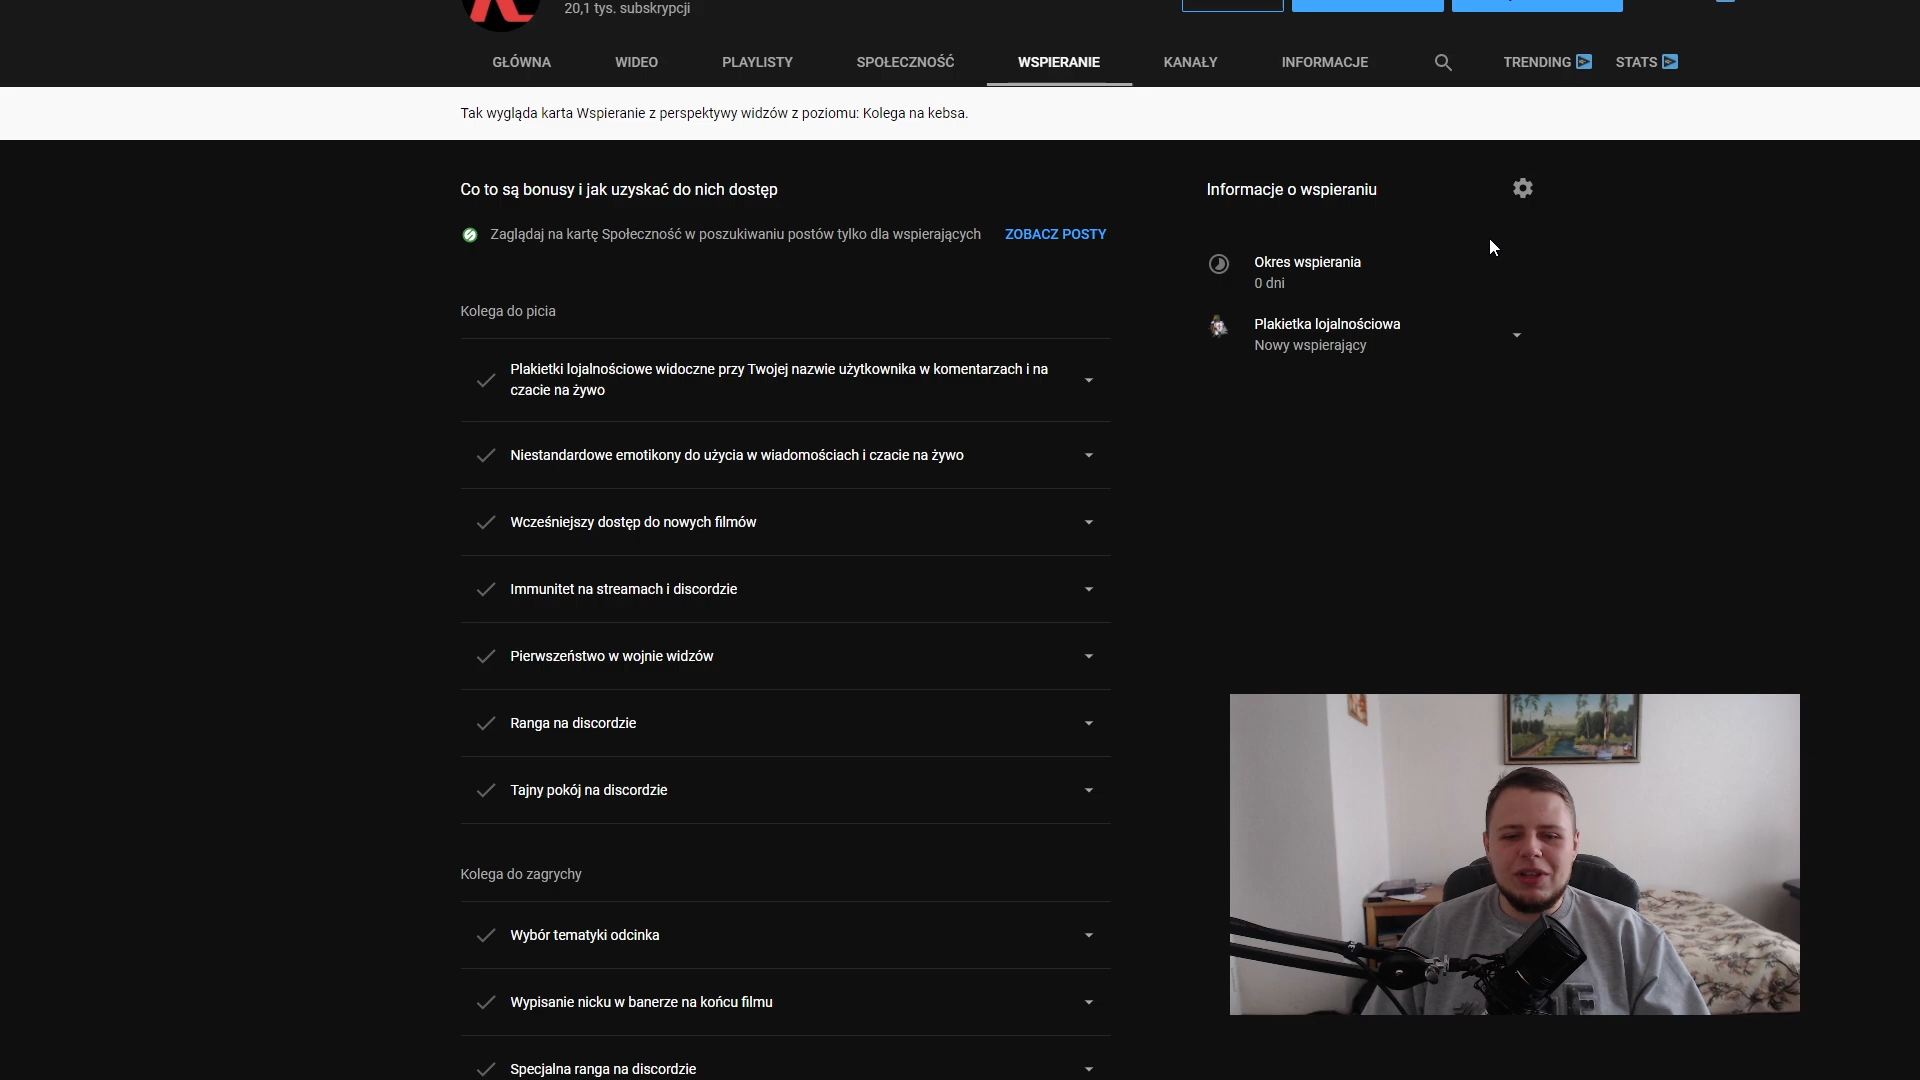 20,1 tys. subskrypcji
GŁÓWNA
WIDEO
PLAYLISTY
SPOŁECZNOŚĆ
WSPIERANIE
KANAŁY
INFORMACJE
TRENDING
STATS
Tak wygląda karta Wspieranie z perspektywy widzów z poziomu: Kolega na kebsa.
Co to są bonusy i jak uzyskać do nich dostęp
Zaglądaj na kartę Społeczność w poszukiwaniu postów tylko dla wspierających
ZOBACZ POSTY
Kolega do picia
Plakietki lojalnościowe widoczne przy Twojej nazwie użytkownika w komentarzach i na
czacie na żywo
Niestandardowe emotikony do użycia w wiadomościach i czacie na żywo
Wcześniejszy dostęp do nowych filmów
Immunitet na streamach i discordzie
Pierwszeństwo w wojnie widzów
Ranga na discordzie
Tajny pokój na discordzie
Kolega do zagrychy
Wybór tematyki odcinka
Wypisanie nicku w banerze na końcu filmu
Specjalna ranga na discordzie
Informacje o wspieraniu
Okres wspierania
0 dni
Plakietka lojalnościowa
Nowy wspierający